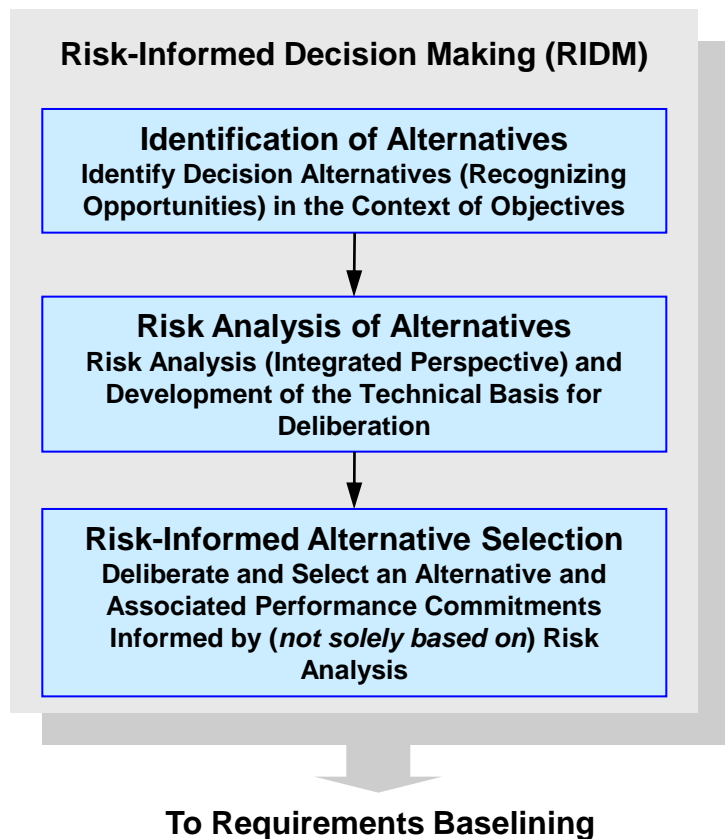 Risk-Informed Decision Making (RIDM)
Identification of Alternatives
Identify Decision Alternatives (Recognizing
Opportunities) in the Context of Objectives
Risk Analysis of Alternatives
Risk Analysis (Integrated Perspective) and
Development of the Technical Basis for
Deliberation
Risk-Informed Alternative Selection
Deliberate and Select an Alternative and
Associated Performance Commitments
Informed by (not solely based on) Risk
Analysis
To Requirements Baselining